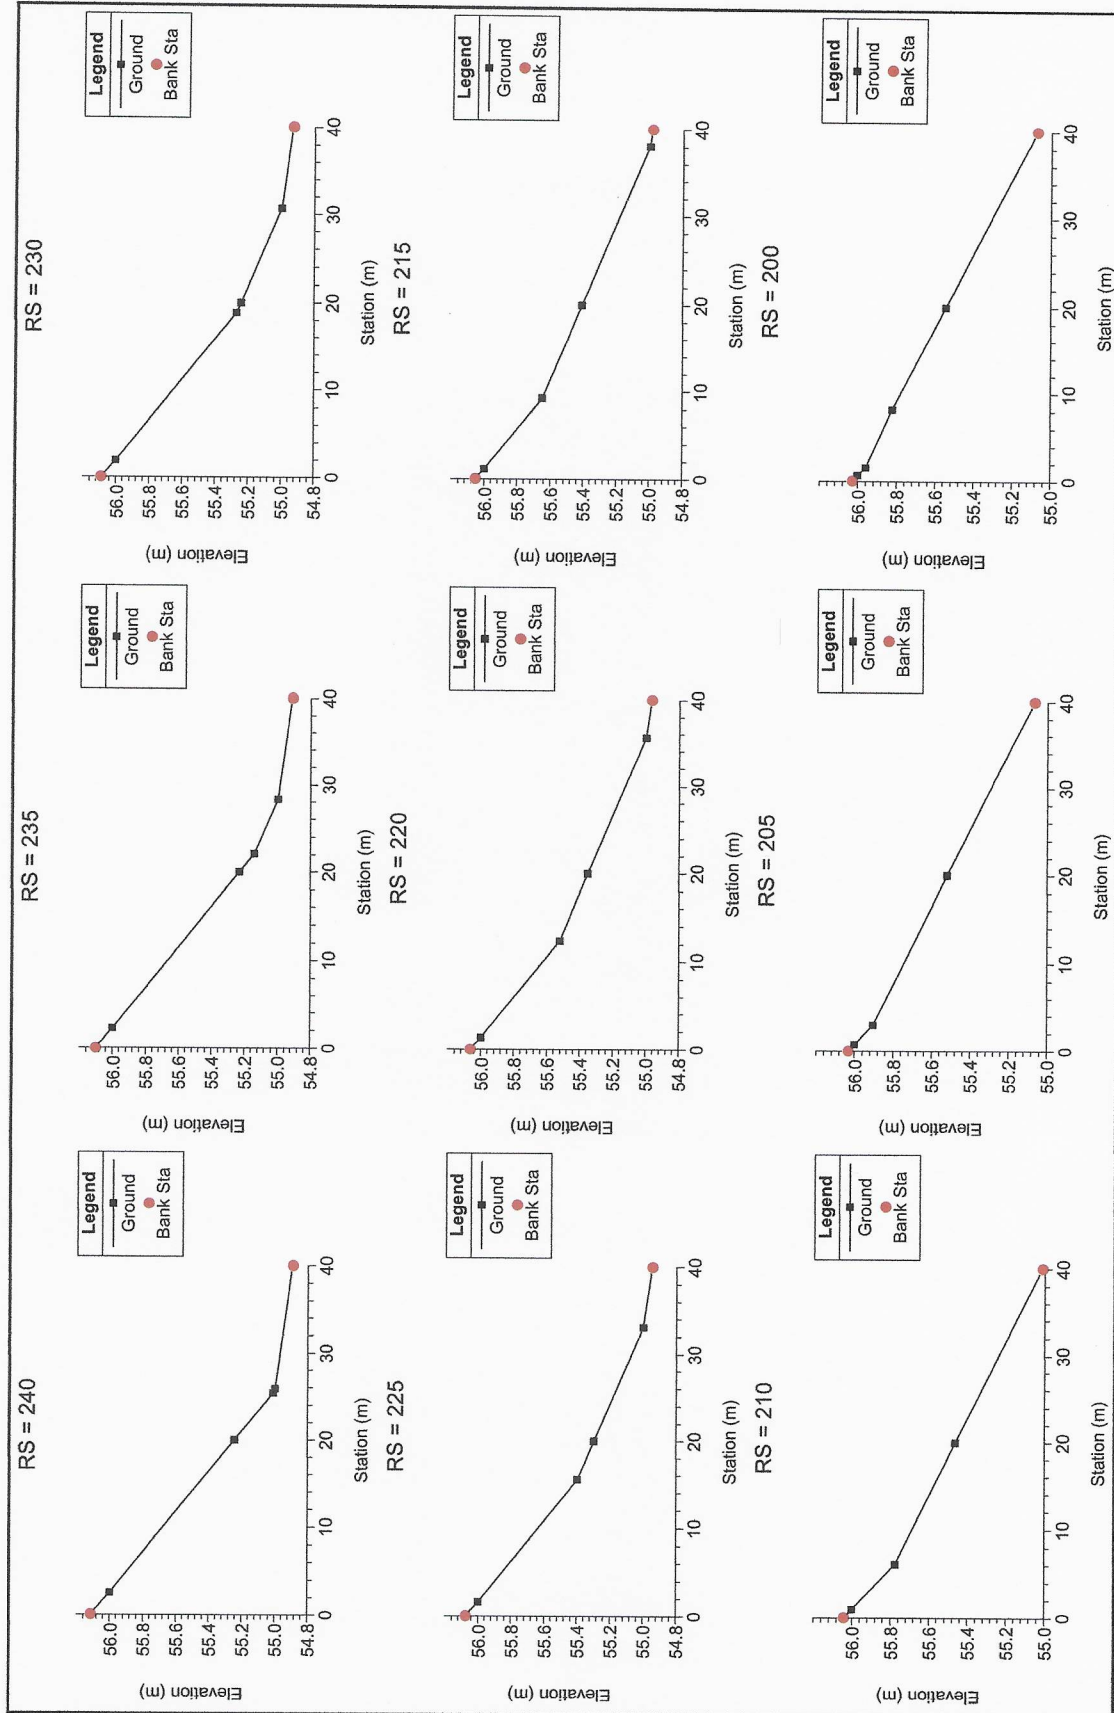 RS = 240
Legend
Ground
Bank Sta
Elevation (m)
56.0
55.8
55.6
55.4
55.2
55.0
54.8
0 10 20 30 40
Station (m)
RS = 235
Legend
Ground
Bank Sta
Elevation (m)
56.0
55.8
55.6
55.4
55.2
55.0
54.8
0 10 20 30 40
Station (m)
RS = 230
Legend
Ground
Bank Sta
Elevation (m)
56.0
55.8
55.6
55.4
55.2
55.0
54.8
0 10 20 30 40
Station (m)
RS = 225
Legend
Ground
Bank Sta
Elevation (m)
56.0
55.8
55.6
55.4
55.2
55.0
54.8
0 10 20 30 40
Station (m)
RS = 220
Legend
Ground
Bank Sta
Elevation (m)
56.0
55.8
55.6
55.4
55.2
55.0
54.8
0 10 20 30 40
Station (m)
RS = 215
Legend
Ground
Bank Sta
Elevation (m)
56.0
55.8
55.6
55.4
55.2
55.0
54.8
0 10 20 30 40
Station (m)
RS = 210
Legend
Ground
Bank Sta
Elevation (m)
56.0
55.8
55.6
55.4
55.2
55.0
0 10 20 30 40
Station (m)
RS = 205
Legend
Ground
Bank Sta
Elevation (m)
56.0
55.8
55.6
55.4
55.2
55.0
0 10 20 30 40
Station (m)
RS = 200
Legend
Ground
Bank Sta
Elevation (m)
56.0
55.8
55.6
55.4
55.2
55.0
0 10 20 30 40
Station (m)